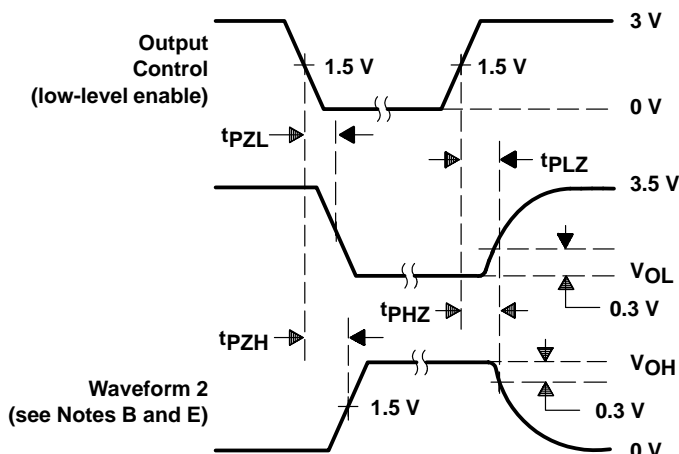 3 V
Output
Control
(low-level enable)
1.5 V
1.5 V
0 V
tPZL
tPLZ
3.5 V
VOL
0.3 V
tPHZ
tPZH
VOH
Waveform 2
(see Notes B and E)
1.5 V
0.3 V
0 V